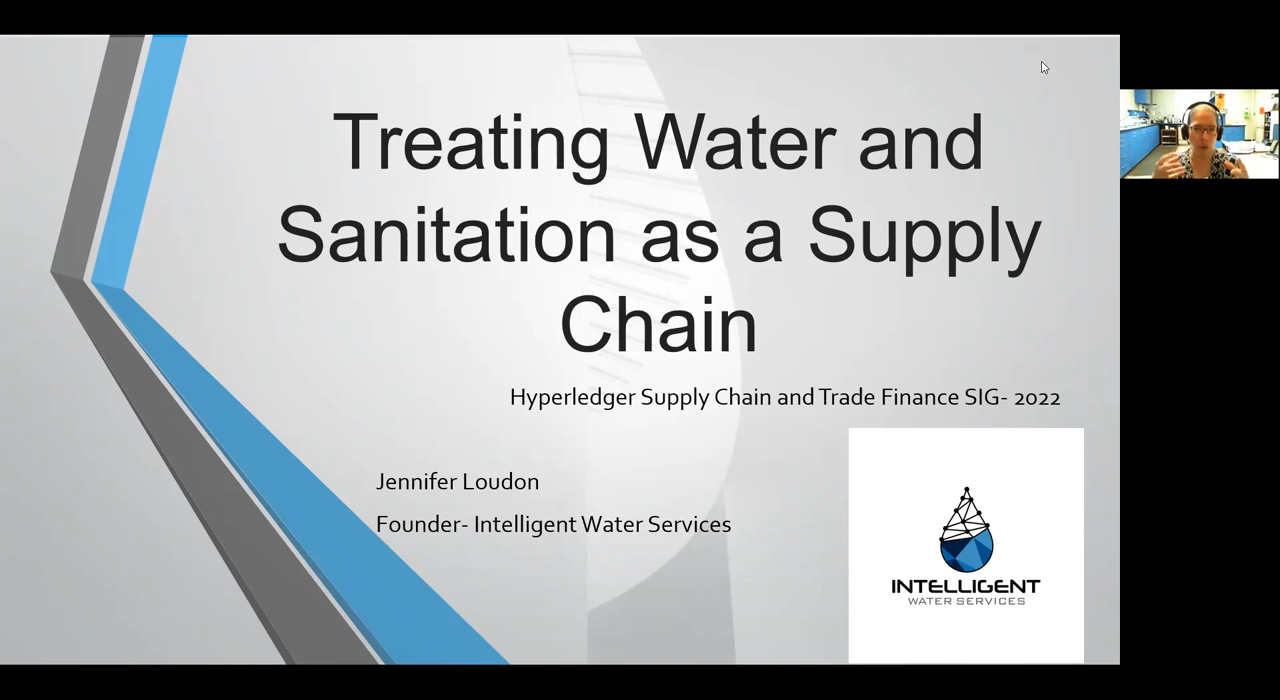 Treating Water and
Sanitation as a Supply
Chain
Hyperledger Supply Chain and Trade Finance SIG- 2022
Jennifer Loudon
Founder- Intelligent Water Services
INTELLIGENT
WATER SERVICES